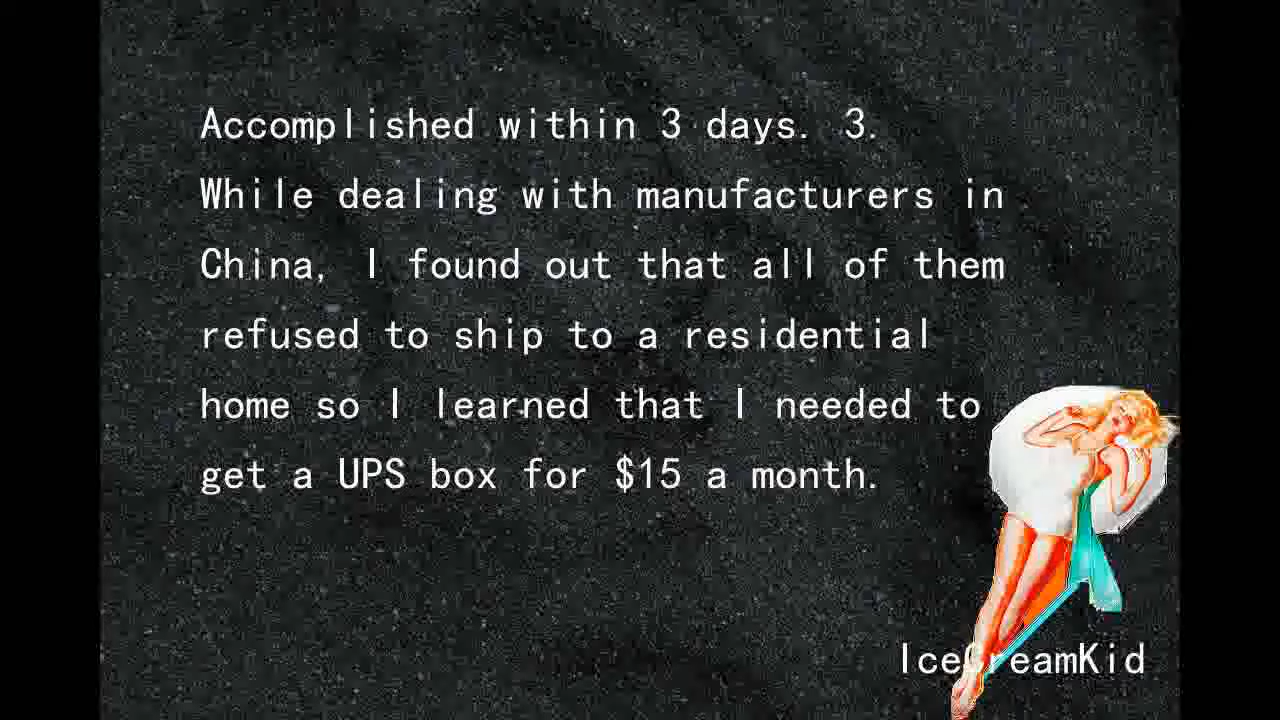 Accomplished within 3 days. 3.
While dealing with manufacturers in
China, I found out that all of them
refused to ship to a residential
home so I learned that I needed to
get a UPS box for $15 a month.
IceCreamKid